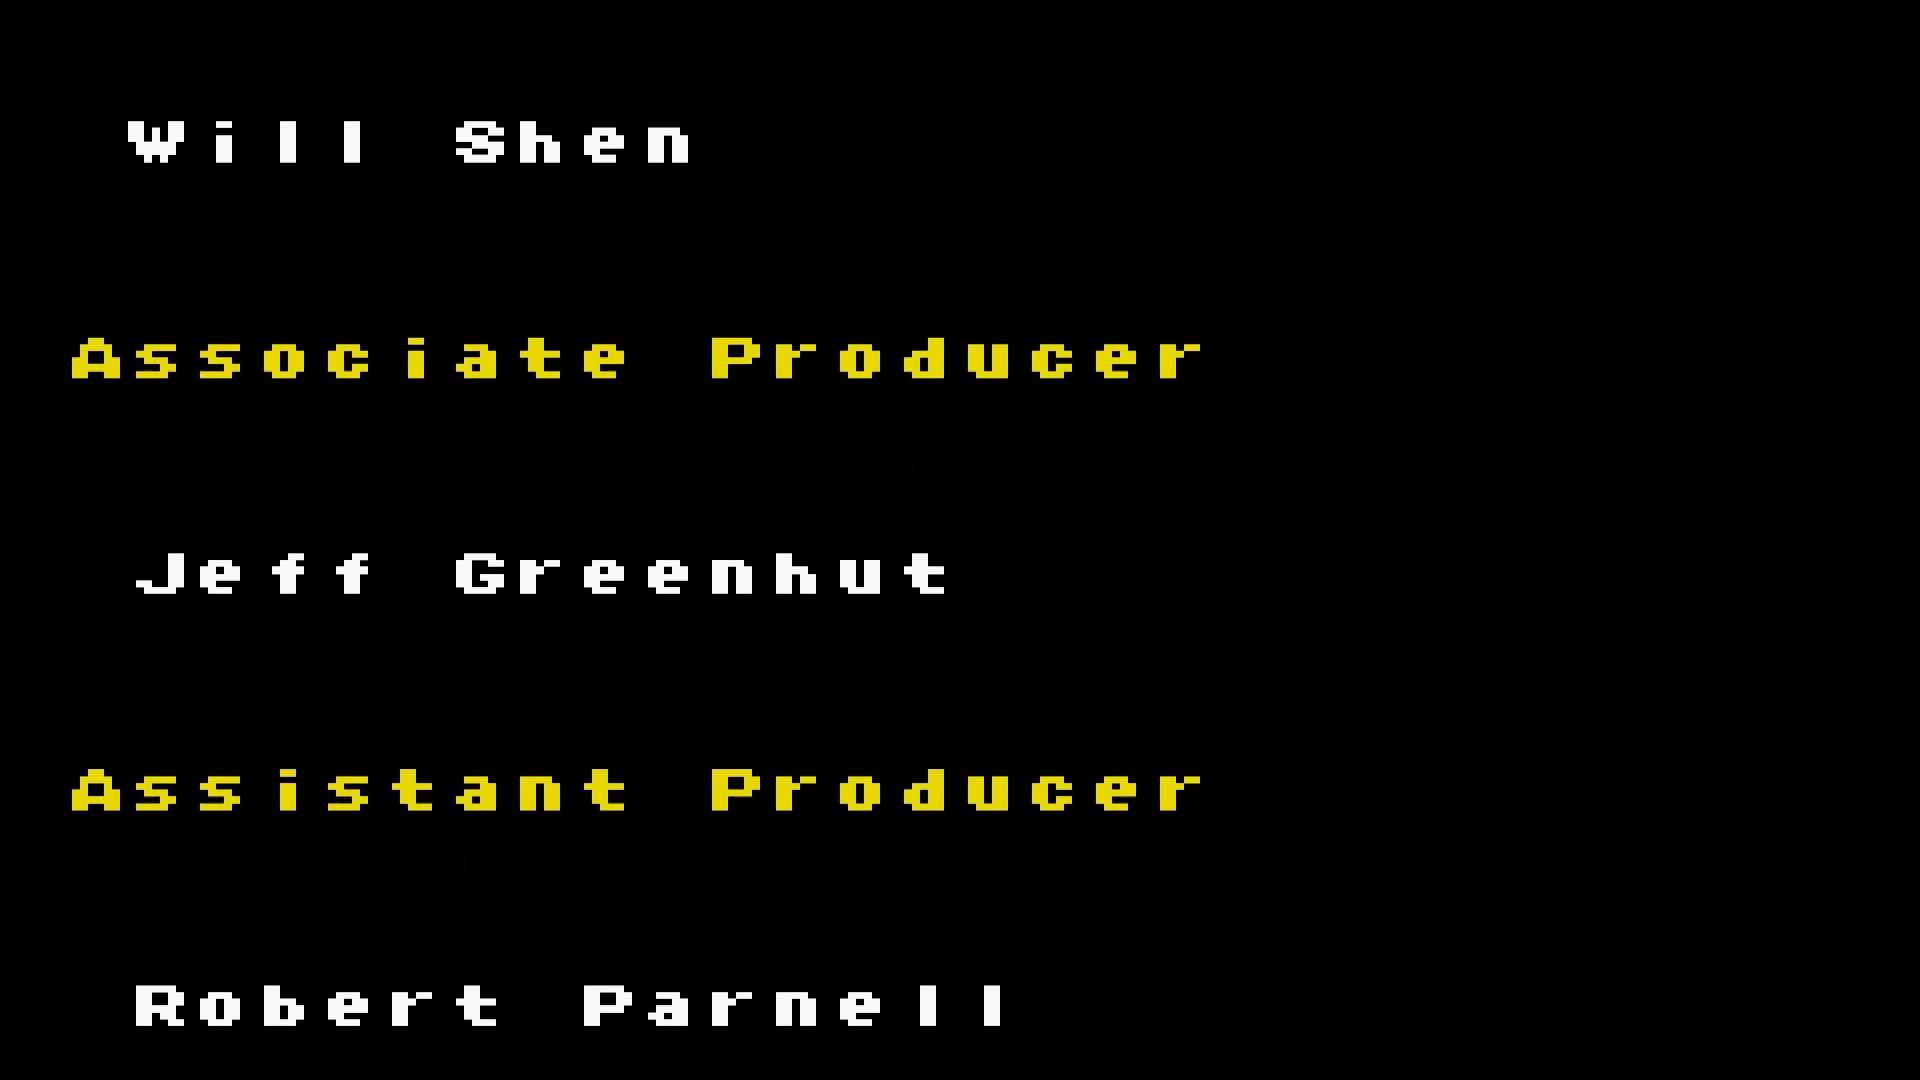 Will Shen
Associate Producer
Jeff Greenhut
Assistant Producer
Robert Parnell